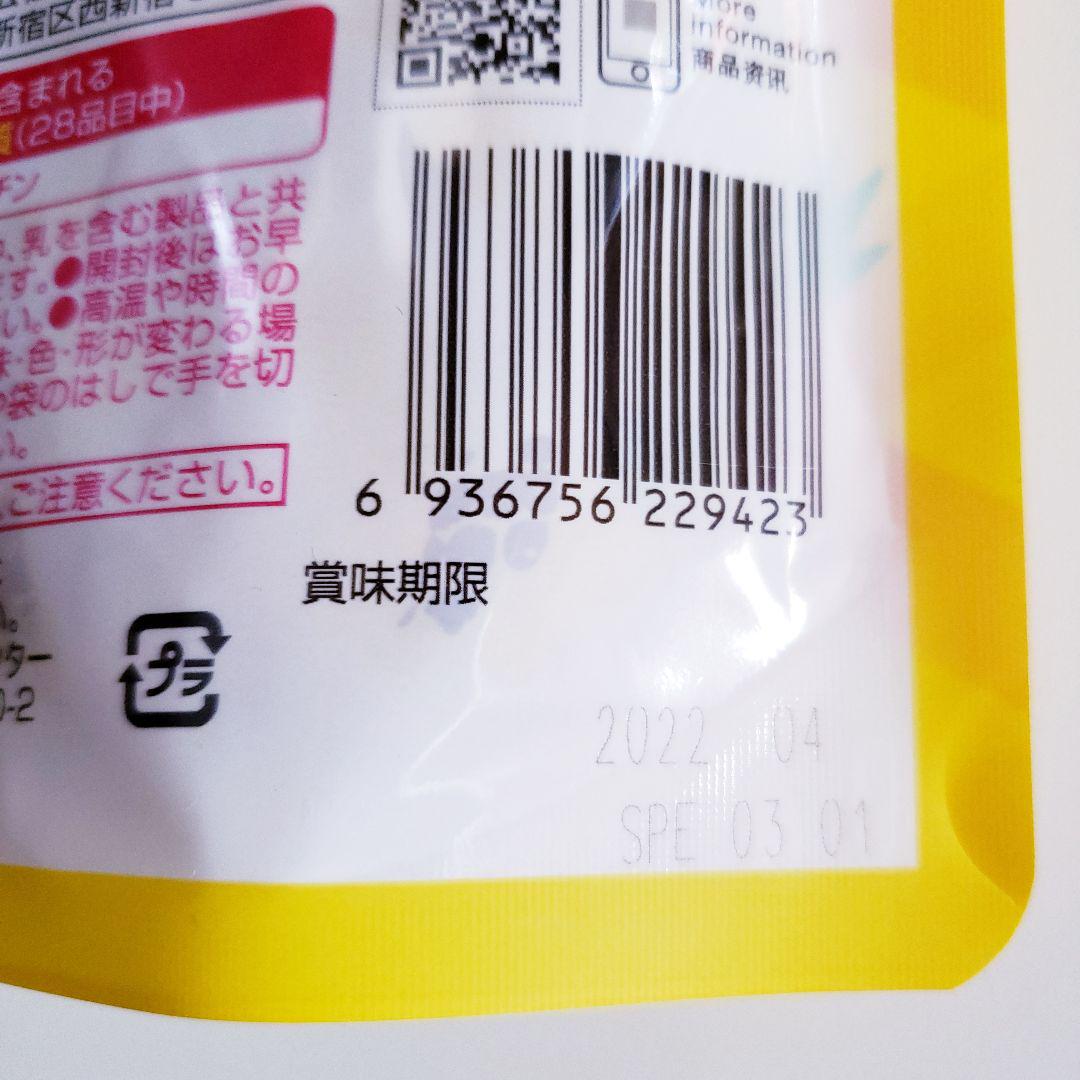 新宿区西新宿
含まれる
(28品目中)
チン
乳を含む製品と共
です。●開封後はお早
い。●高温や時間の
味・色・形が変わる場
袋のはしで手を切
い。
ご注意ください。
ター
0-2
プラ
More
information
商品资讯
6 936756 229423
賞味期限
2022 04
SPE 03 01